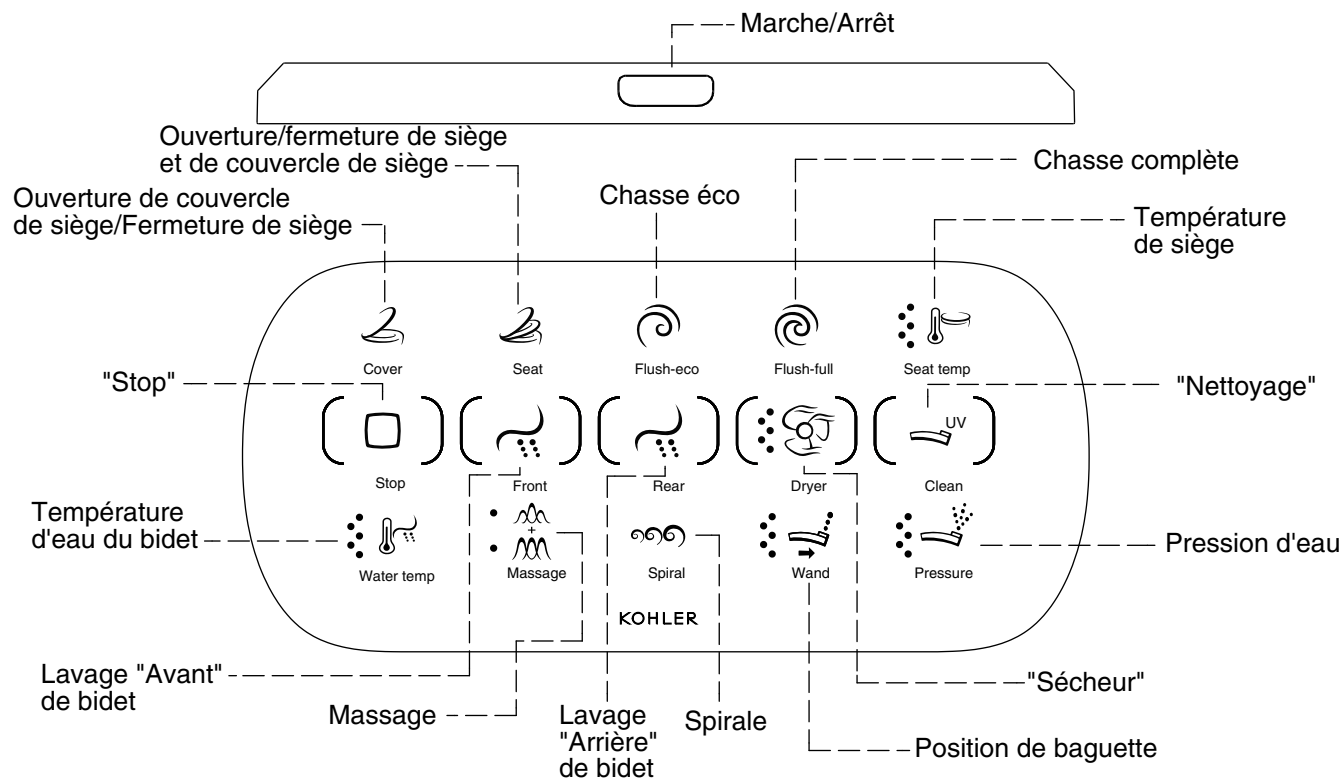 Marche/Arrêt
Ouverture/fermeture de siège
et de couvercle de siège
Chasse complète
Ouverture de couvercle
de siège/Fermeture de siège
Chasse éco
Température
de siège
Cover
Seat
Flush-eco
Flush-full
Seat temp
"Stop"
"Nettoyage"
UV
Stop
Front
Rear
Dryer
Clean
Température
d'eau du bidet
+
Pression d'eau
Water temp
Massage
Spiral
Wand
Pressure
KOHLER
Lavage "Avant"
de bidet
"Sécheur"
Massage
Lavage
"Arrière"
de bidet
Spirale
Position de baguette